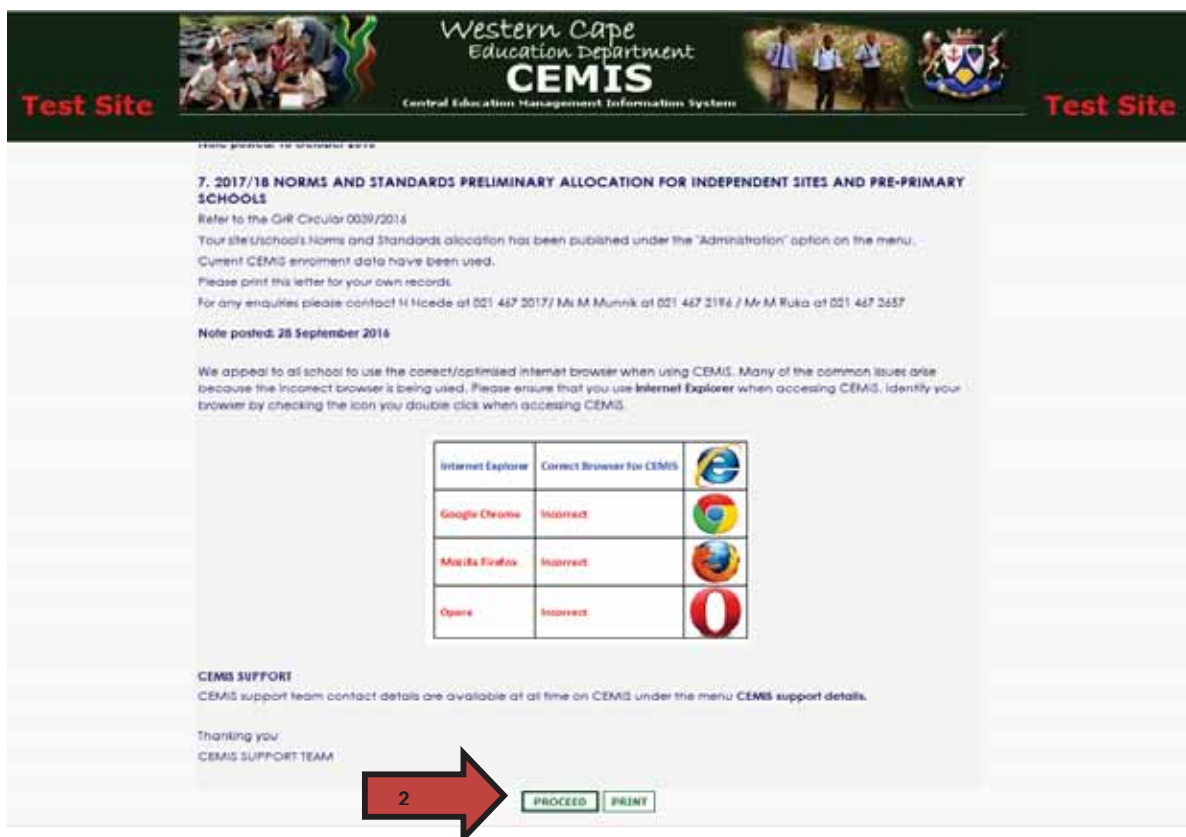 Western Cape
Education Department
CEMIS
Central Education Management Information System
Test Site
Test Site
Note posted: 10 October 2016
7. 2017/18 NORMS AND STANDARDS PRELIMINARY ALLOCATION FOR INDEPENDENT SITES AND PRE-PRIMARY
SCHOOLS
Refer to the GrR Circular 0039/2016
Your site's/school's Norms and Standards allocation has been published under the "Administration" option on the menu.
Current CEMIS enrolment data have been used.
Please print this letter for your own records.
For any enquiries please contact N Ncede at 021 467 2017/ Ms M Munnik at 021 467 2196 / Mr M Ruka at 021 467 2657
Note posted: 28 September 2016
We appeal to all school to use the correct/optimised internet browser when using CEMIS. Many of the common issues arise
because the incorrect browser is being used. Please ensure that you use Internet Explorer when accessing CEMIS. Identify your
browser by checking the icon you double click when accessing CEMIS.
Internet Explorer Correct Browser for CEMIS
Google Chrome Incorrect
Mozilla Firefox Incorrect
Opera Incorrect
CEMIS SUPPORT
CEMIS support team contact details are available at all time on CEMIS under the menu CEMIS support details.
Thanking you
CEMIS SUPPORT TEAM
2
PROCEED PRINT